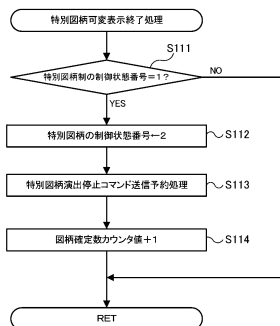 特別図柄可変表示終了処理
S111
特別図柄制の制御状態番号=1?
NO
YES
特別図柄の制御状態番号←2
S112
特別図柄演出停止コマンド送信予約処理
S113
図柄確定数カウンタ値+1
S114
RET